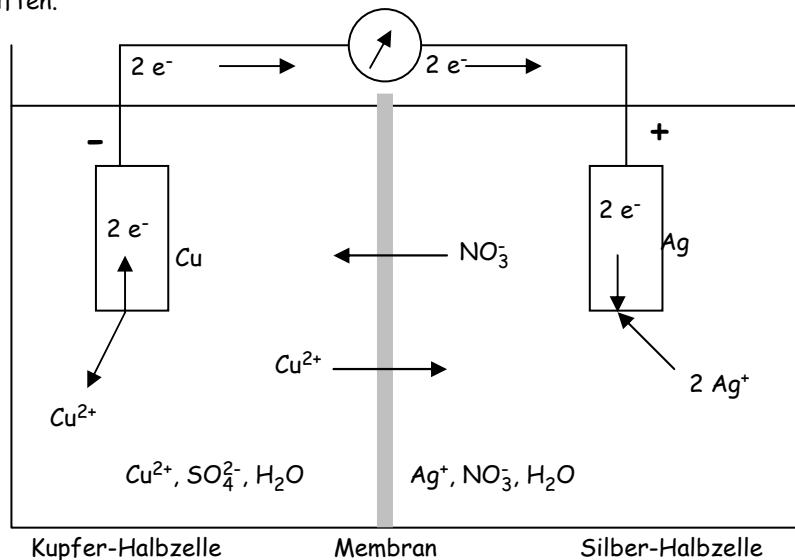 2 e⁻
2 e⁻
-
+
2 e⁻
Cu
2 e⁻
Ag
NO₃⁻
Cu²⁺
2 Ag⁺
Cu²⁺
Cu²⁺, SO₄²⁻, H₂O
Ag⁺, NO₃⁻, H₂O
Kupfer-Halbzelle
Membran
Silber-Halbzelle